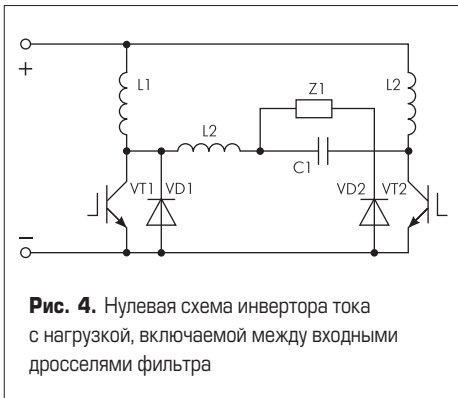 +
L1
L2
Z1
L2
C1
VT1
VD1
VD2
VT2
−
Рис. 4. Нулевая схема инвертора тока
с нагрузкой, включаемой между входными
дросселями фильтра